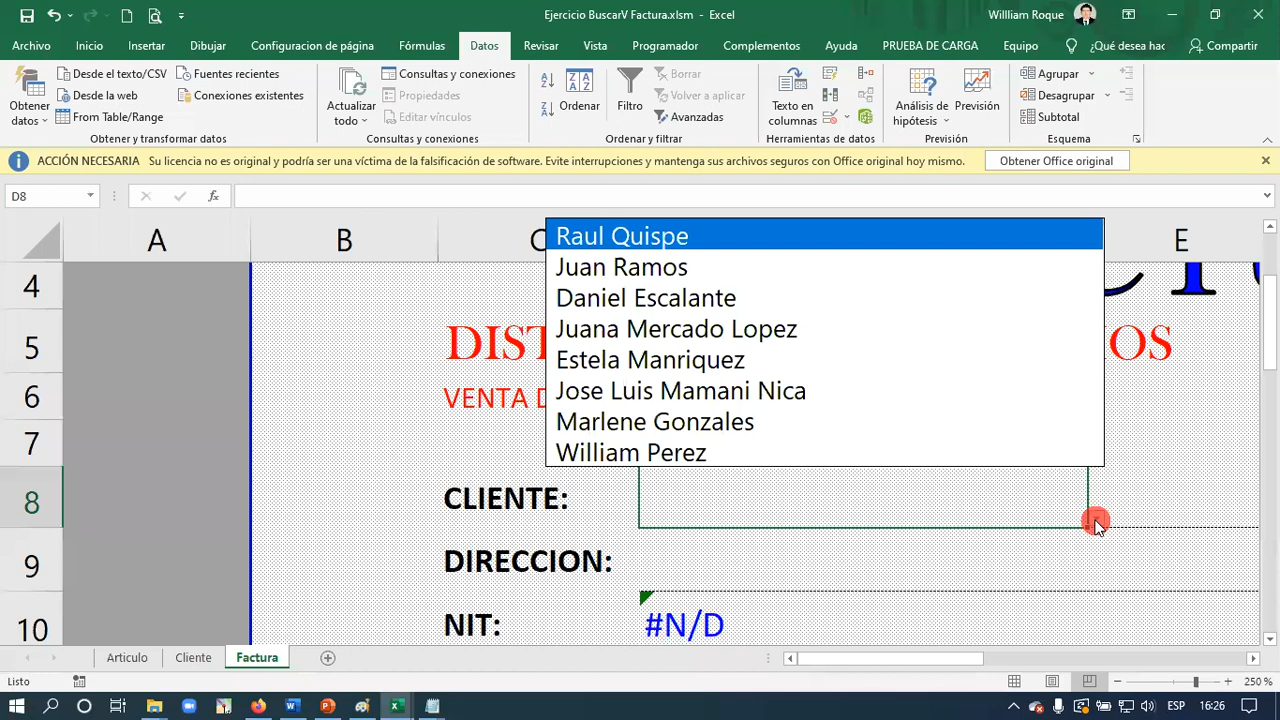 Ejercicio BuscarV Factura.xlsm - Excel
Willliam Roque
Archivo Inicio Insertar Dibujar Configuracion de página Fórmulas Datos Revisar Vista Programador Complementos Ayuda PRUEBA DE CARGA Equipo ¿Qué desea hac Compartir
Obtener datos
Desde el texto/CSV
Desde la web
From Table/Range
Fuentes recientes
Conexiones existentes
Obtener y transformar datos
Actualizar todo
Consultas y conexiones
Propiedades
Editar vínculos
Consultas y conexiones
Ordenar
Filtro
Borrar
Volver a aplicar
Avanzadas
Ordenar y filtrar
Texto en columnas
Herramientas de datos
Análisis de hipótesis
Previsión
Previsión
Agrupar
Desagrupar
Subtotal
Esquema
ACCIÓN NECESARIA Su licencia no es original y podría ser una víctima de la falsificación de software. Evite interrupciones y mantenga sus archivos seguros con Office original hoy mismo. Obtener Office original
D8 fx
A B C E
Raul Quispe
Juan Ramos
Daniel Escalante
Juana Mercado Lopez
Estela Manriquez
Jose Luis Mamani Nica
Marlene Gonzales
William Perez
4
5 DIST OS
6 VENTA D
7
8 CLIENTE:
9 DIRECCION:
10 NIT: #N/D
Articulo Cliente Factura
Listo 250 %
ESP 16:26